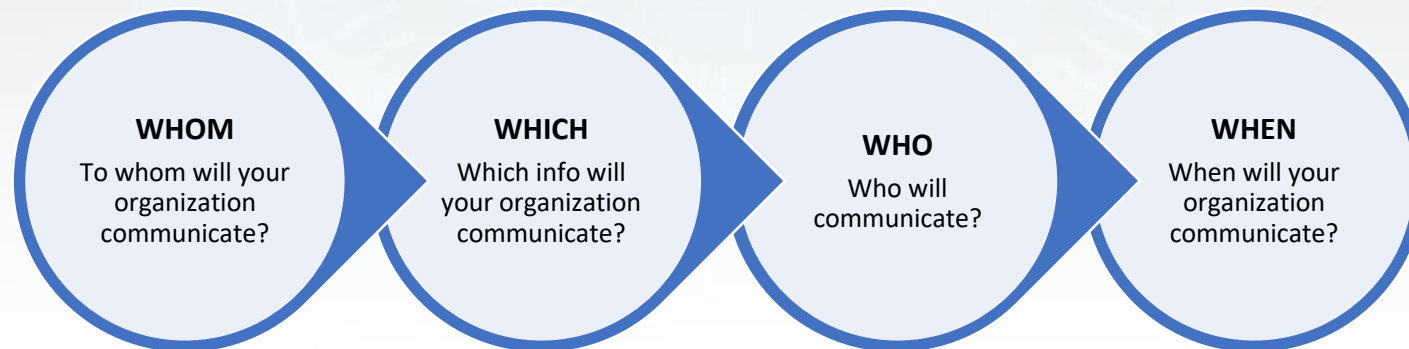 WHOM
To whom will your
organization
communicate?
WHICH
Which info will
your organization
communicate?
WHO
Who will
communicate?
WHEN
When will your
organization
communicate?